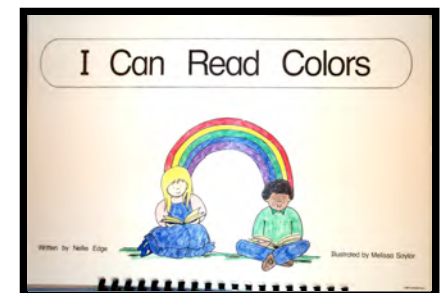 I Can Read Colors
Written by Nellie Edge
Illustrated by Melissa Saylor